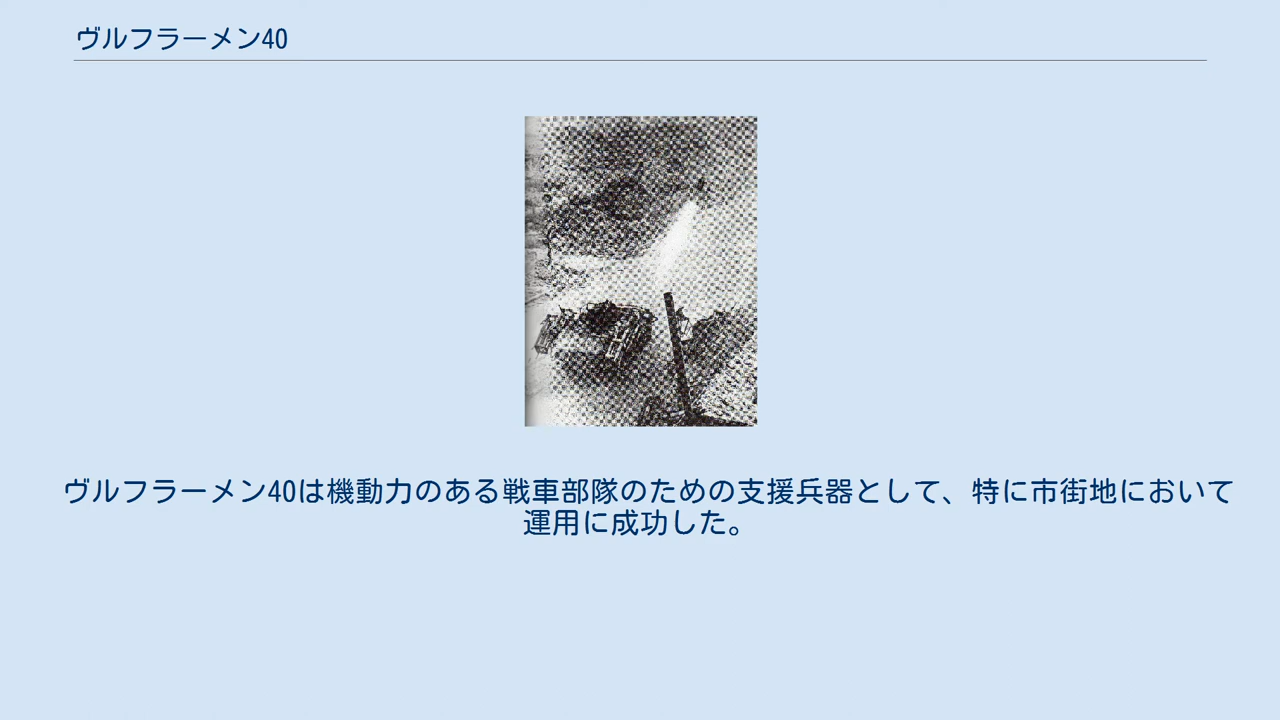 ヴルフラーメン40
ヴルフラーメン40は機動力のある戦車部隊のための支援兵器として、特に市街地において
運用に成功した。